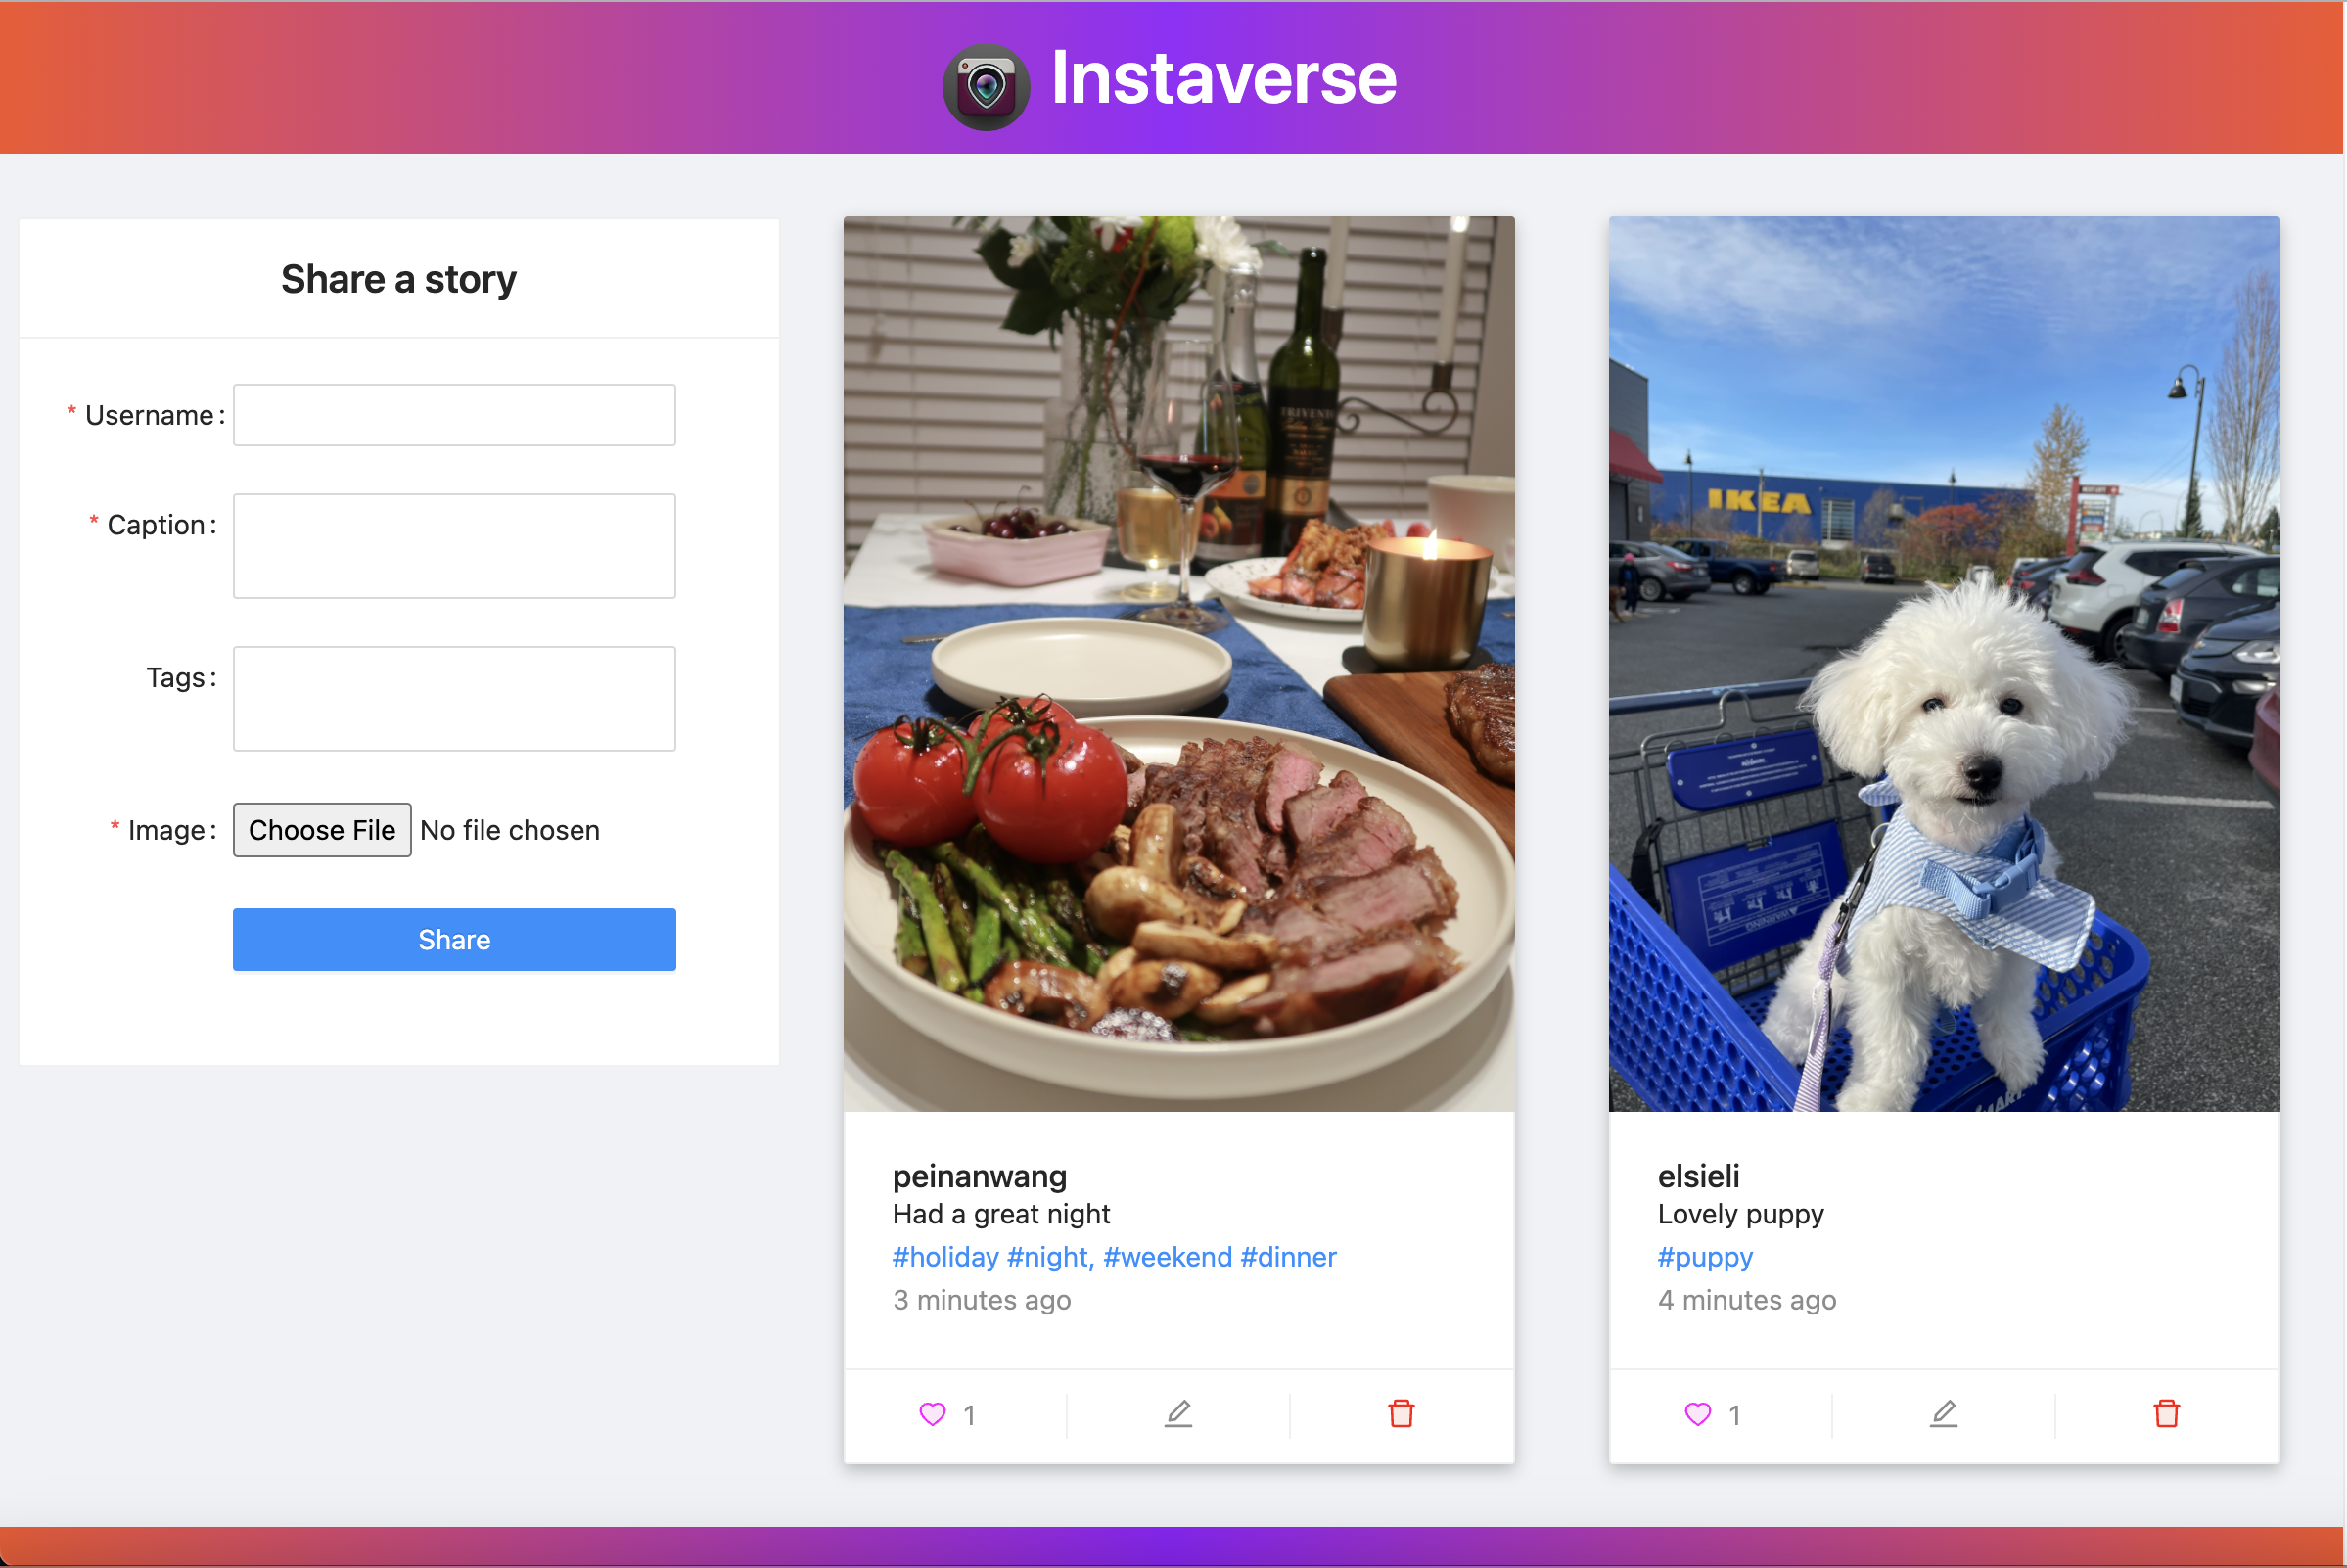 Instaverse
Share a story
* Username:
* Caption:
Tags:
* Image: Choose File No file chosen
Share
TRIVENTO
IKEA
WARNING
peinanwang
Had a great night
#holiday #night, #weekend #dinner
3 minutes ago
1
elsieli
Lovely puppy
#puppy
4 minutes ago
1